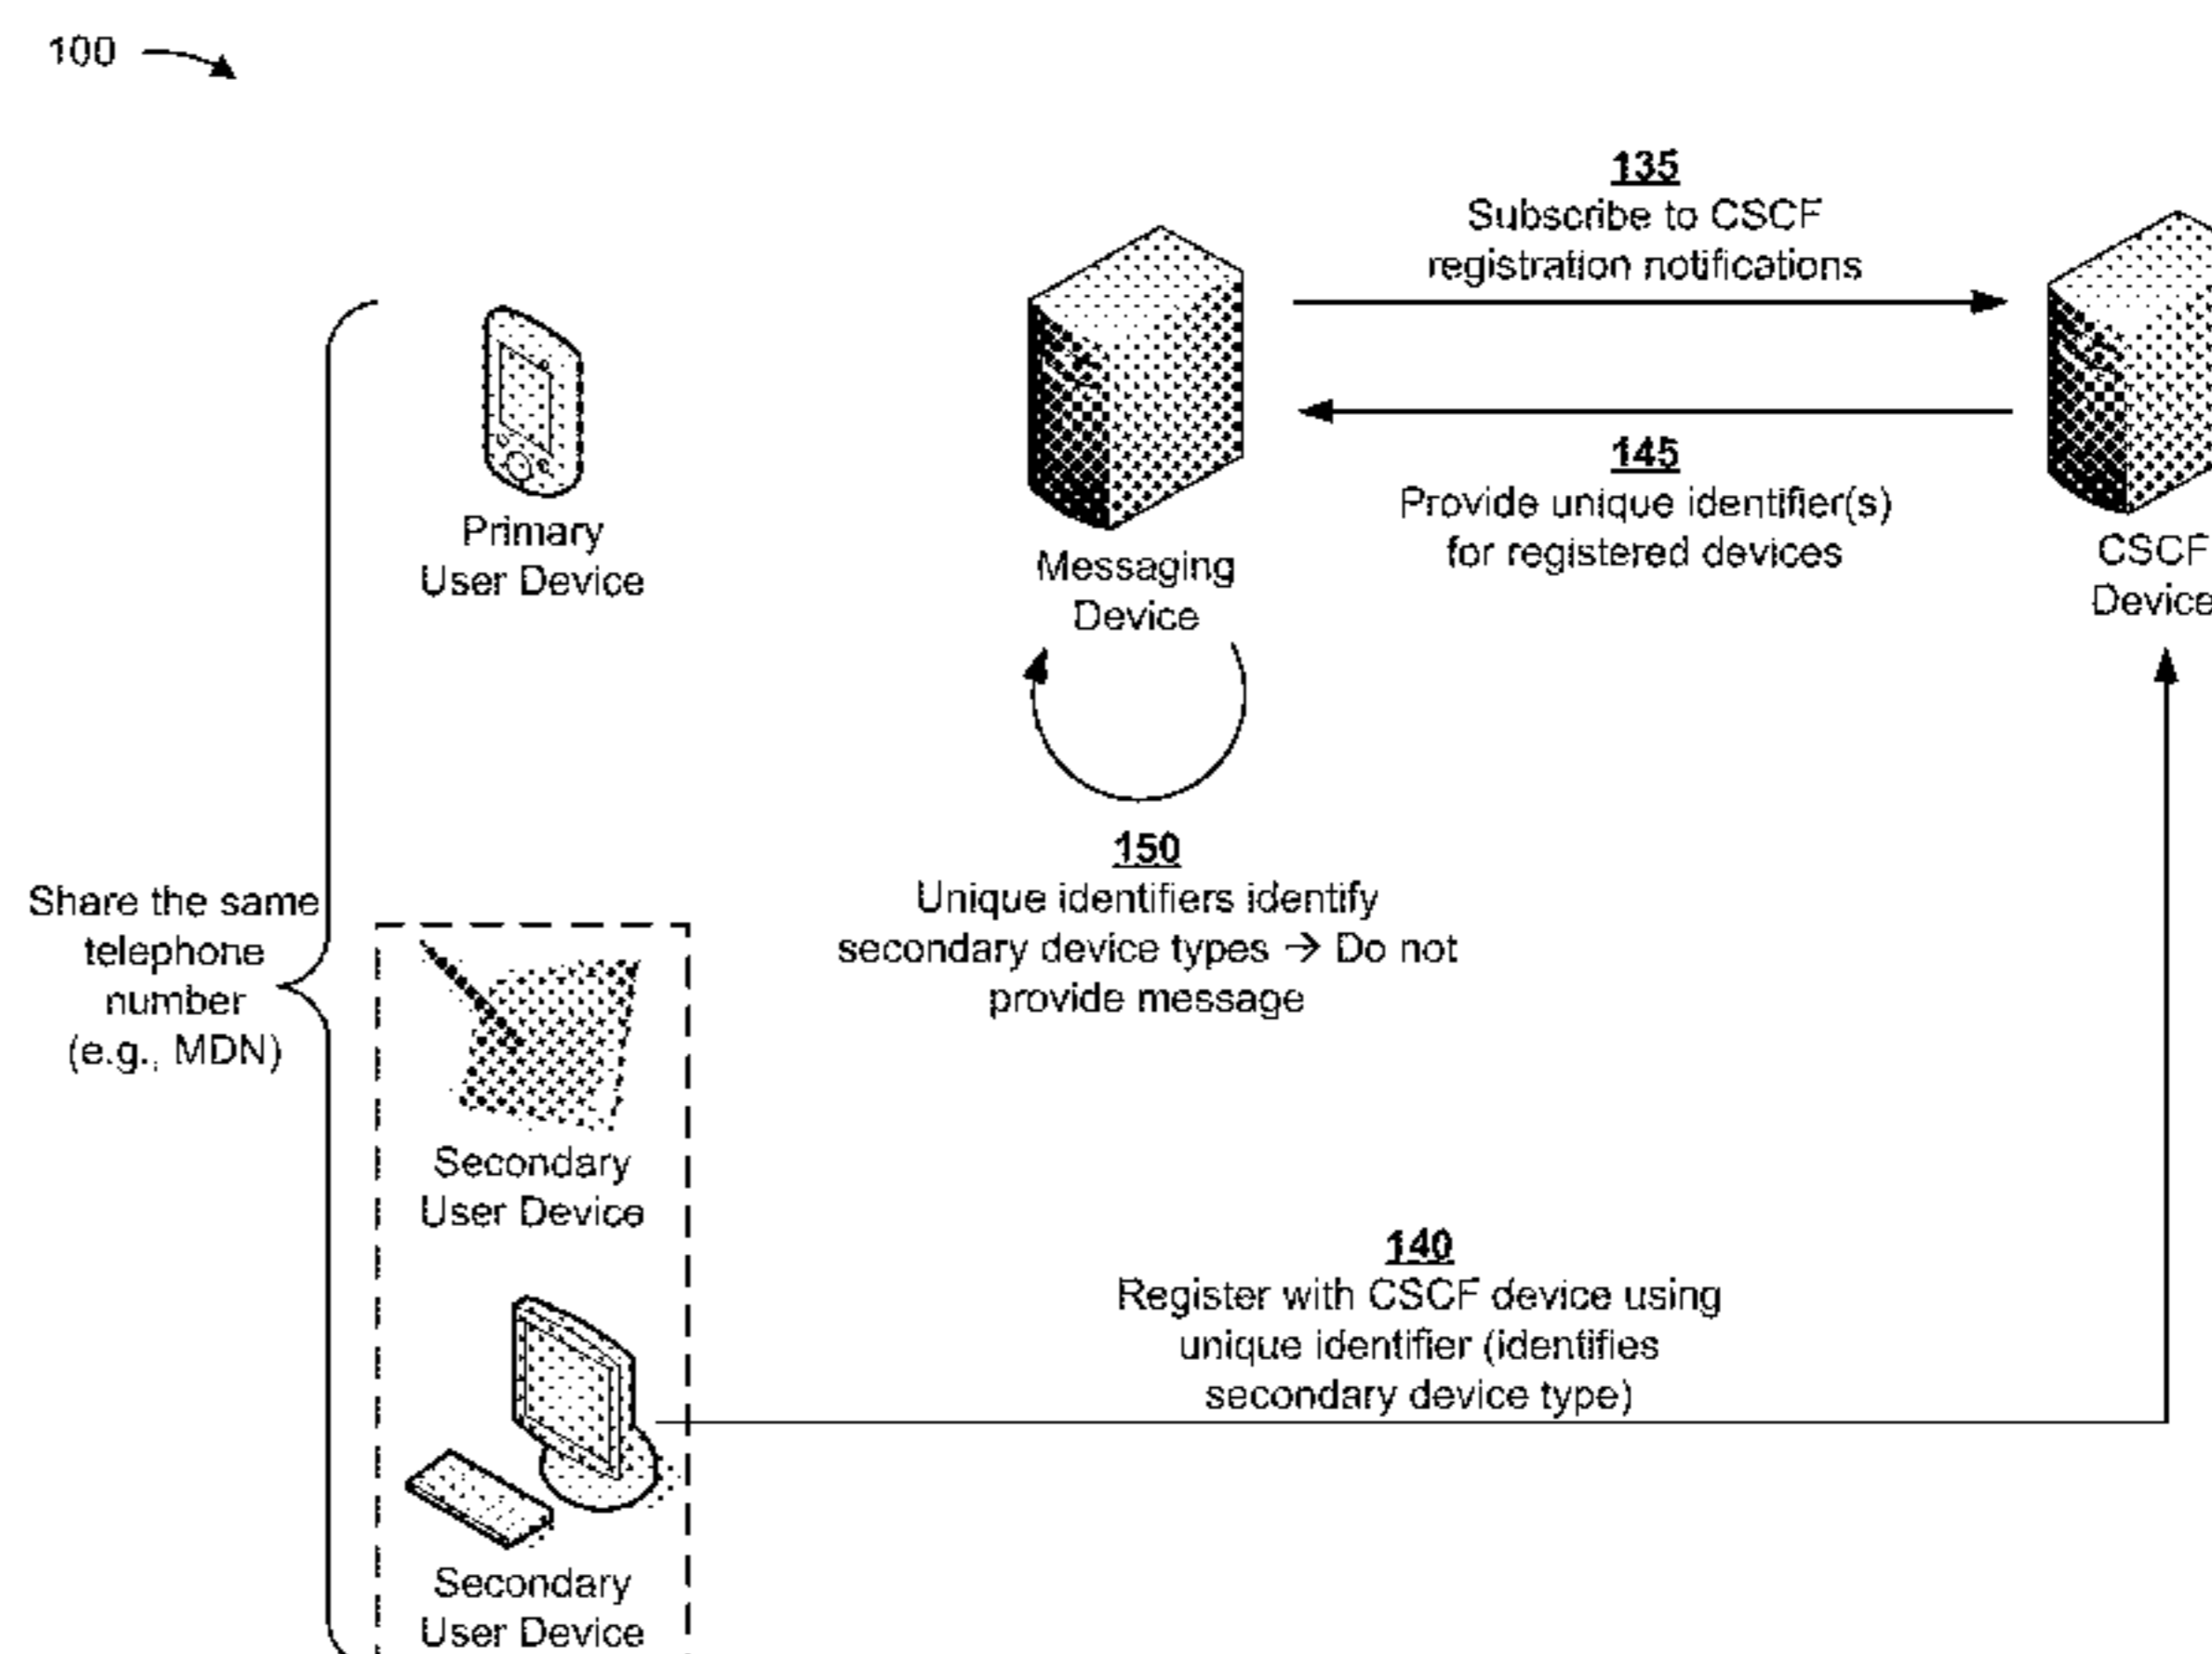 100
135
Subscribe to CSCF
registration notifications
145
Provide unique identifier(s)
for registered devices
Primary
User Device
Messaging
Device
CSCF
Device
150
Unique identifiers identify
secondary device types → Do not
provide message
Share the same
telephone
number
(e.g., MDN)
Secondary
User Device
140
Register with CSCF device using
unique identifier (identifies
secondary device type)
Secondary
User Device